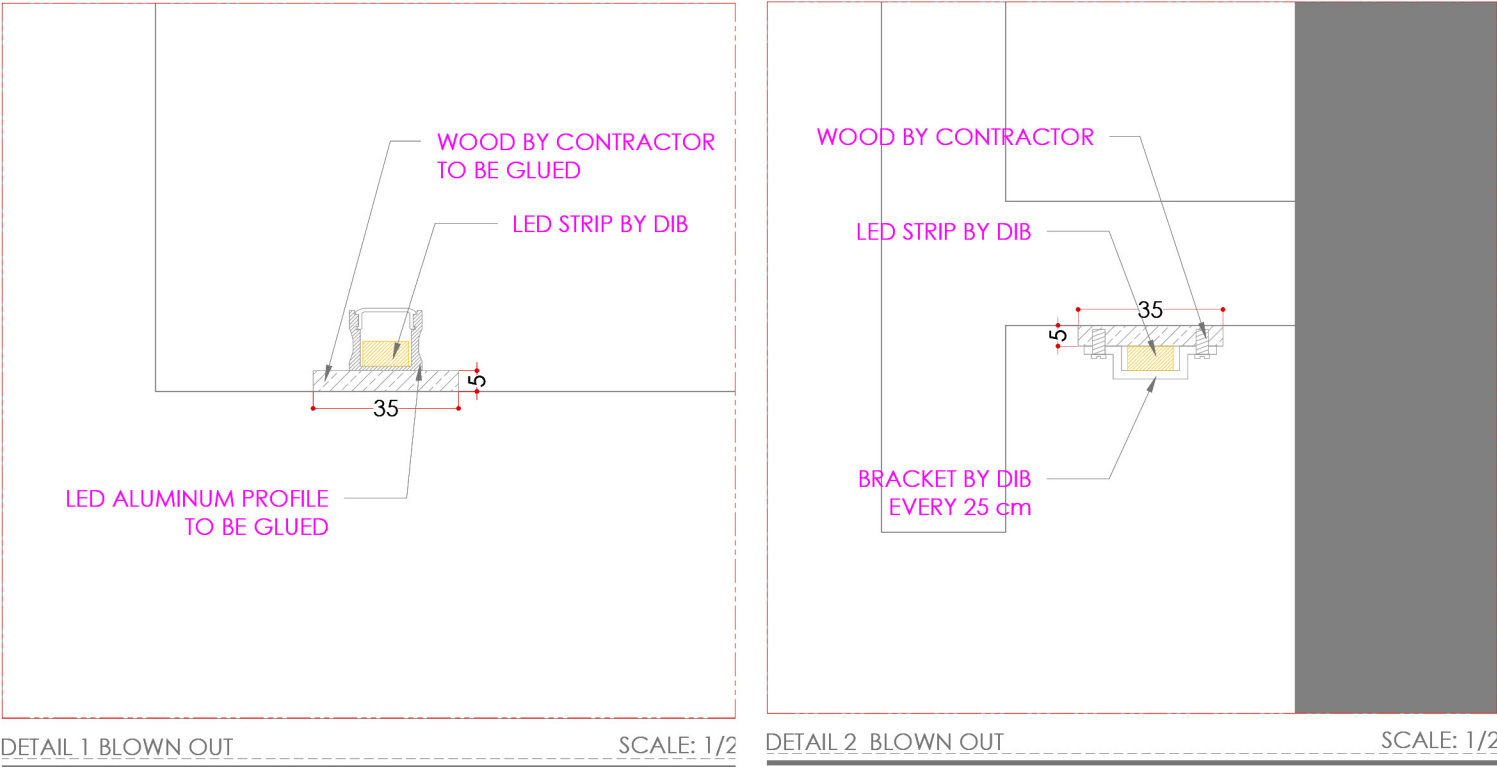 WOOD BY CONTRACTOR
TO BE GLUED
LED STRIP BY DIB
5
35
LED ALUMINUM PROFILE
TO BE GLUED
DETAIL 1 BLOWN OUT
SCALE: 1/2
WOOD BY CONTRACTOR
LED STRIP BY DIB
35
5
BRACKET BY DIB
EVERY 25 cm
DETAIL 2 BLOWN OUT
SCALE: 1/2